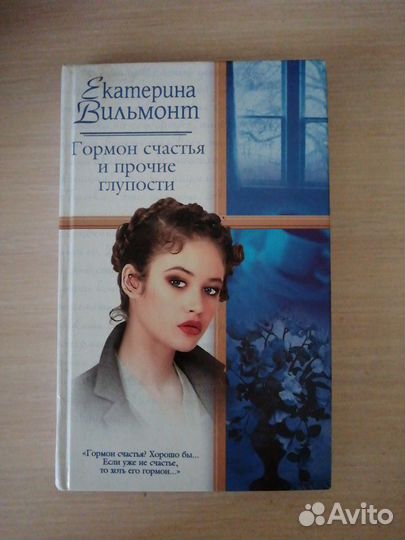 Екатерина
Вильмонт
Гормон счастья
и прочие
глупости
«Гормон счастья? Хорошо бы...
Если уже не счастье,
то хоть его гормон...»
Avito